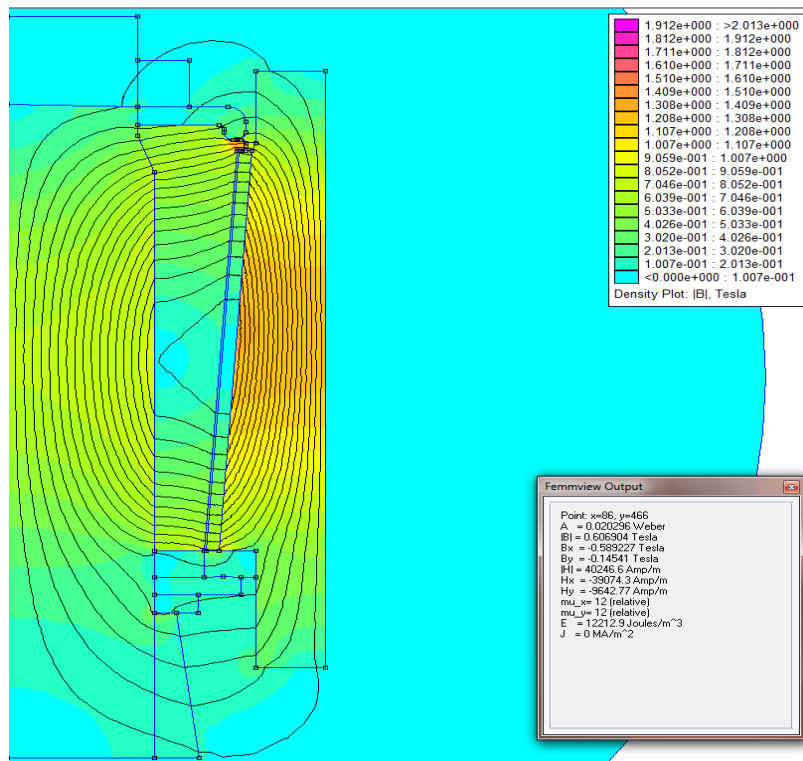 1.912e+000 : >2.013e+000
1.812e+000 : 1.912e+000
1.711e+000 : 1.812e+000
1.610e+000 : 1.711e+000
1.510e+000 : 1.610e+000
1.409e+000 : 1.510e+000
1.308e+000 : 1.409e+000
1.208e+000 : 1.308e+000
1.107e+000 : 1.208e+000
1.007e+000 : 1.107e+000
9.059e-001 : 1.007e+000
8.052e-001 : 9.059e-001
7.046e-001 : 8.052e-001
6.039e-001 : 7.046e-001
5.033e-001 : 6.039e-001
4.026e-001 : 5.033e-001
3.020e-001 : 4.026e-001
2.013e-001 : 3.020e-001
1.007e-001 : 2.013e-001
<0.000e+000 : 1.007e-001
Density Plot: |B|, Tesla
Femmview Output
Point: x=86, y=466
A = 0.020296 Weber
|B| = 0.606904 Tesla
Bx = -0.589227 Tesla
By = -0.14541 Tesla
|H| = 40246.6 Amp/m
Hx = -39074.3 Amp/m
Hy = -9642.77 Amp/m
mu_x= 12 (relative)
mu_y= 12 (relative)
E = 12212.9 Joules/m^3
J = 0 MA/m^2